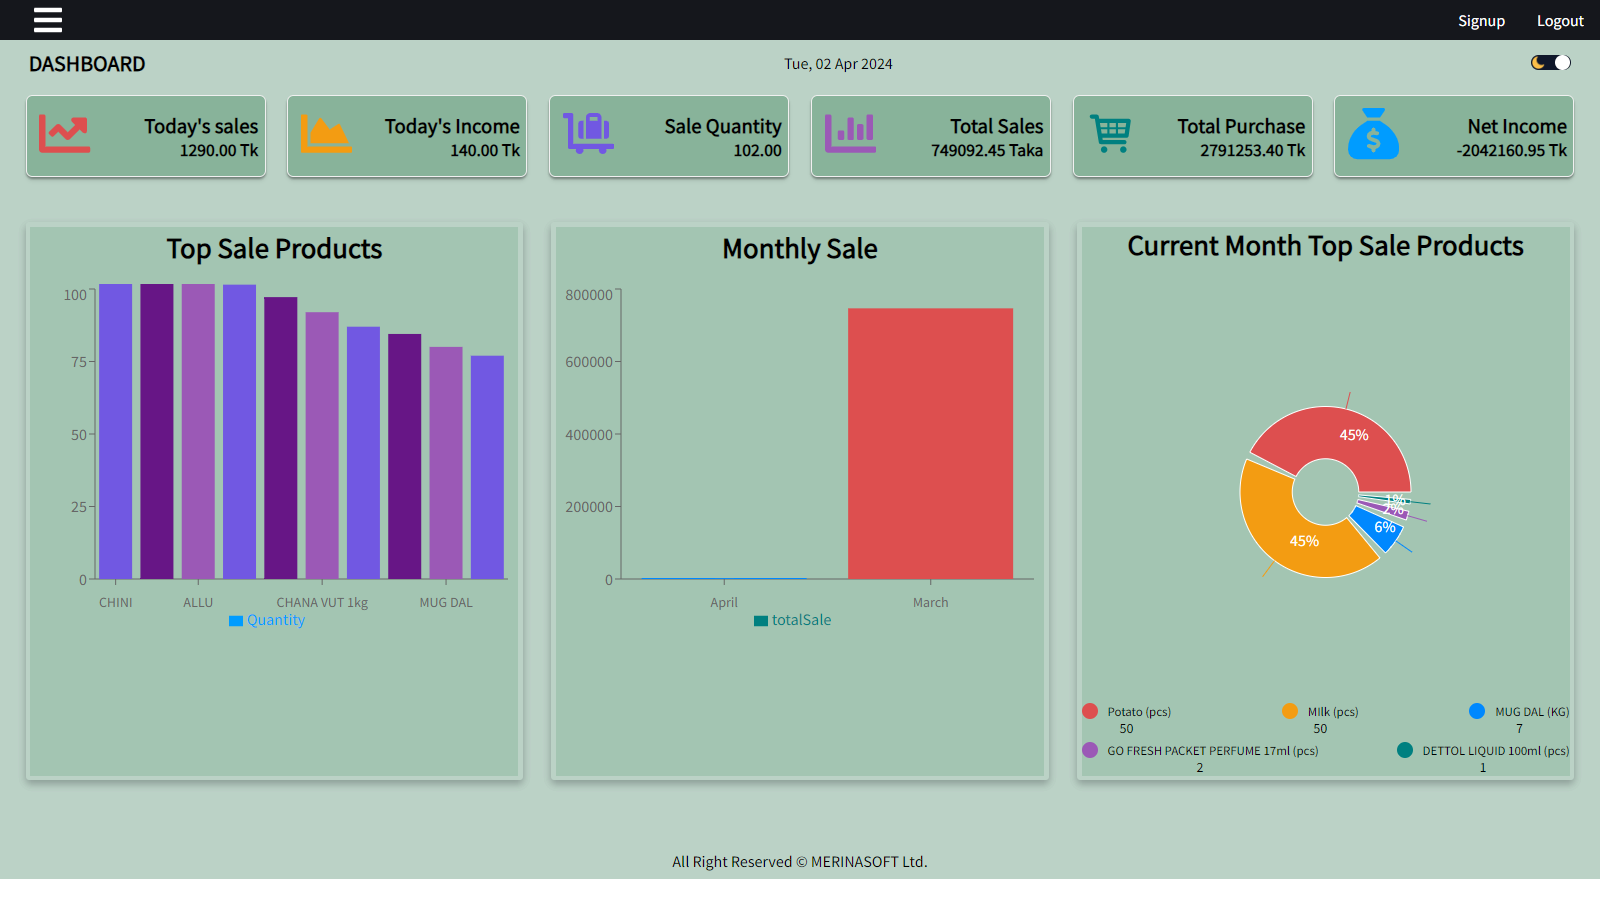 Signup Logout
DASHBOARD
Tue, 02 Apr 2024
Today's sales
1290.00 Tk
Today's Income
140.00 Tk
Sale Quantity
102.00
Total Sales
749092.45 Taka
Total Purchase
2791253.40 Tk
Net Income
-2042160.95 Tk
Top Sale Products
100
75
50
25
0
CHINI ALLU CHANA VUT 1kg MUG DAL
Quantity
Monthly Sale
800000
600000
400000
200000
0
April March
totalSale
Current Month Top Sale Products
45%
1%
2%
6%
45%
Potato (pcs)
50
MIlk (pcs)
50
MUG DAL (KG)
7
GO FRESH PACKET PERFUME 17ml (pcs)
2
DETTOL LIQUID 100ml (pcs)
1
All Right Reserved © MERINASOFT Ltd.